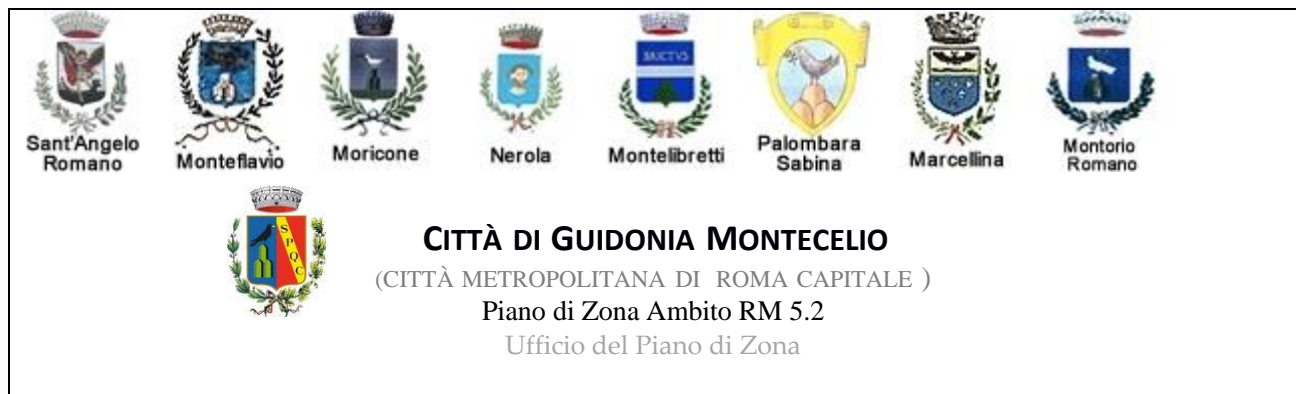 Sant'Angelo
Romano
Monteflavio
Moricone
Nerola
Montelibretti
Palombara
Sabina
Marcellina
Montorio
Romano
S
P
Q
C
CITTÀ DI GUIDONIA MONTECELIO
(CITTÀ METROPOLITANA DI ROMA CAPITALE )
Piano di Zona Ambito RM 5.2
Ufficio del Piano di Zona